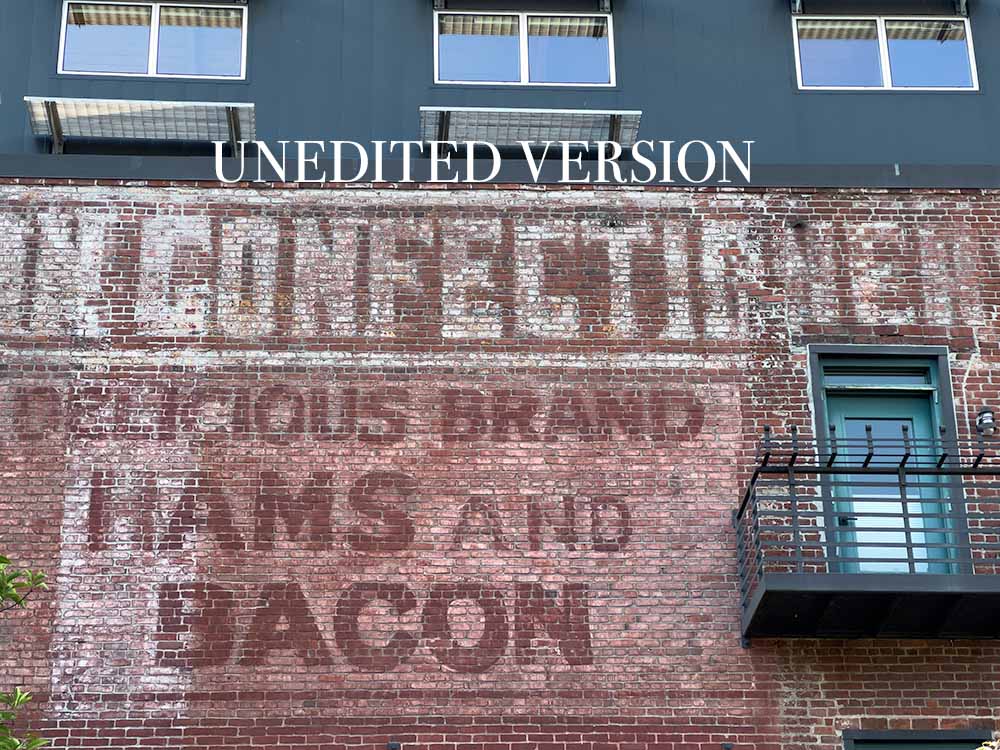 UNEDITED VERSION
CONFECTIONER
DELICIOUS BRAND
HAMS AND
BACON